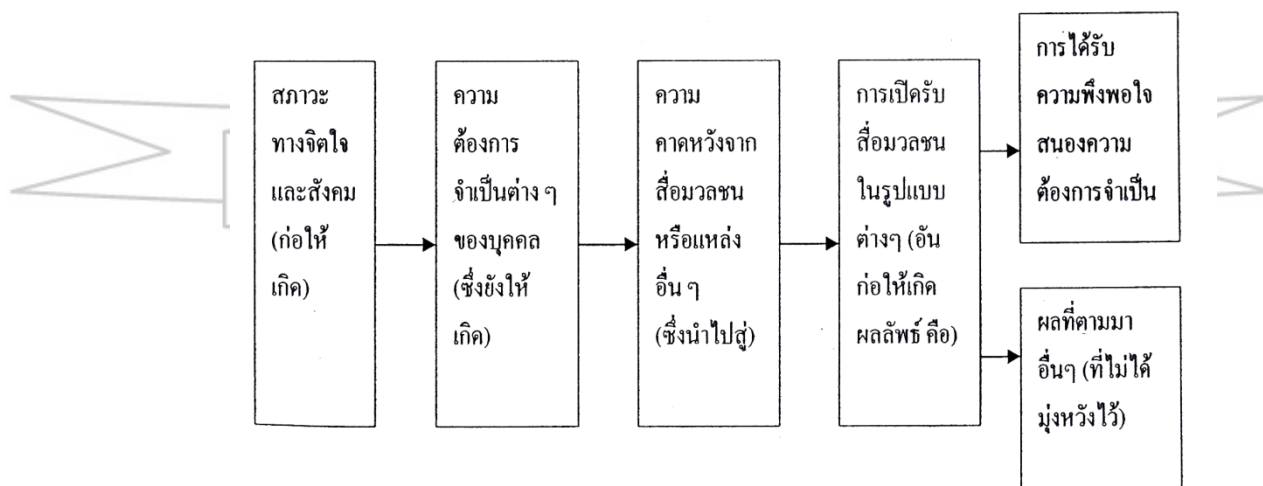 สภาวะ
ทางจิตใจ
และสังคม
(ก่อให้
เกิด)
ความ
ต้องการ
จำเป็นต่าง ๆ
ของบุคคล
(ซึ่งยังให้
เกิด)
ความ
คาดหวังจาก
สื่อมวลชน
หรือแหล่ง
อื่น ๆ
(ซึ่งนำไปสู่)
การเปิดรับ
สื่อมวลชน
ในรูปแบบ
ต่างๆ (อัน
ก่อให้เกิด
ผลลัพธ์ คือ)
การได้รับ
ความพึงพอใจ
สนองความ
ต้องการจำเป็น
ผลที่ตามมา
อื่นๆ (ที่ไม่ได้
มุ่งหวังไว้)